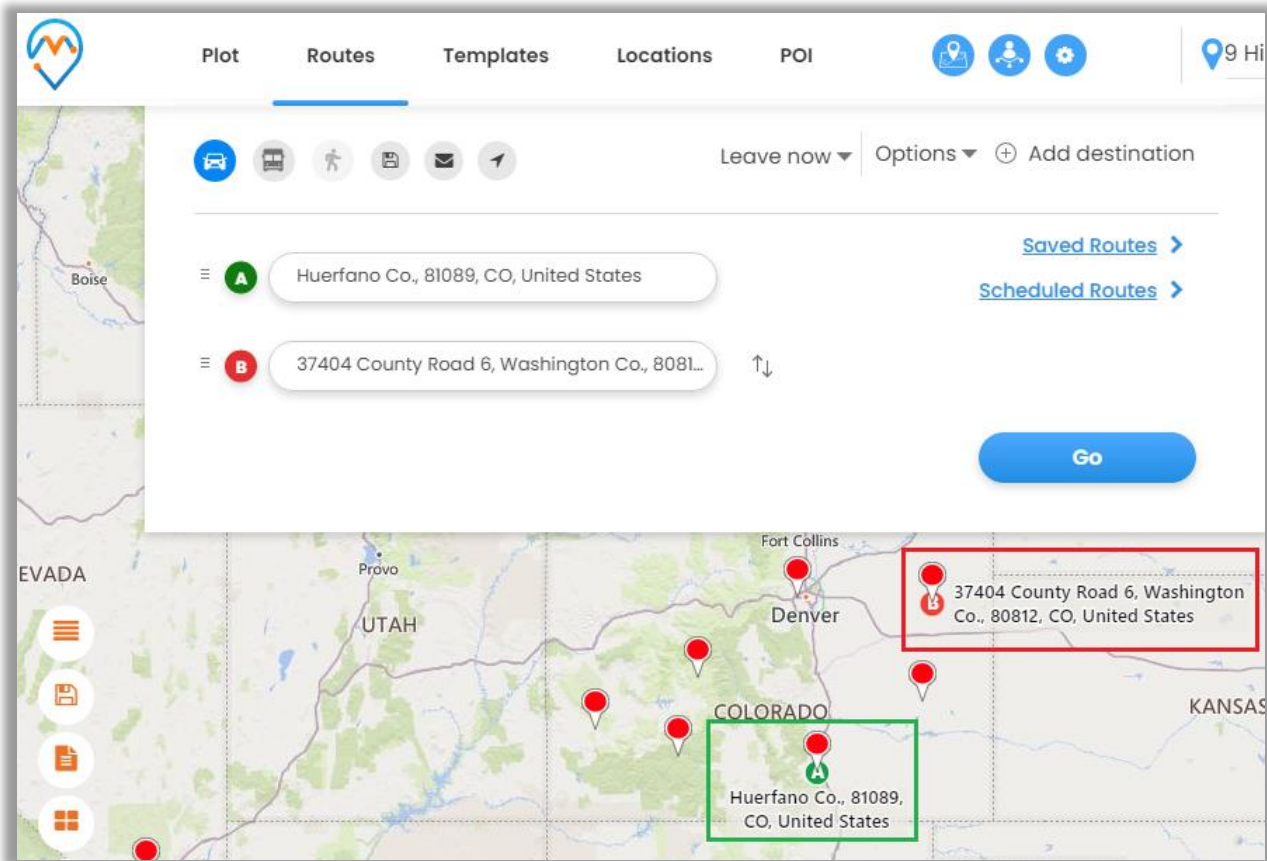 Plot Routes Templates Locations POI 9 Hi
Leave now Options Add destination
Saved Routes
A Huerfano Co., 81089, CO, United States
Scheduled Routes
B 37404 County Road 6, Washington Co., 8081...
Go
Boise
EVADA
Provo
UTAH
Fort Collins
Denver
COLORADO
KANSAS
B
37404 County Road 6, Washington
Co., 80812, CO, United States
A
Huerfano Co., 81089,
CO, United States